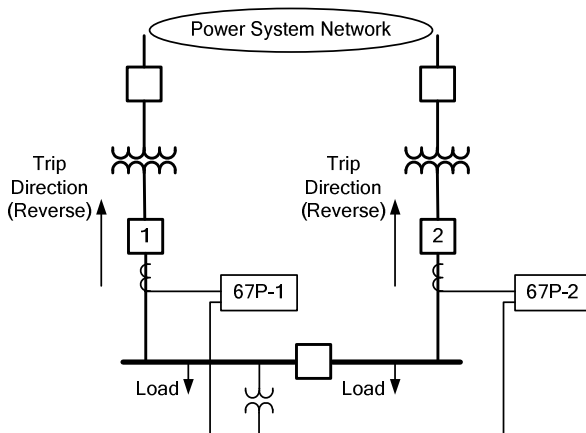 Power System Network
Trip
Direction
(Reverse)
Trip
Direction
(Reverse)
1
2
67P-1
67P-2
Load
Load